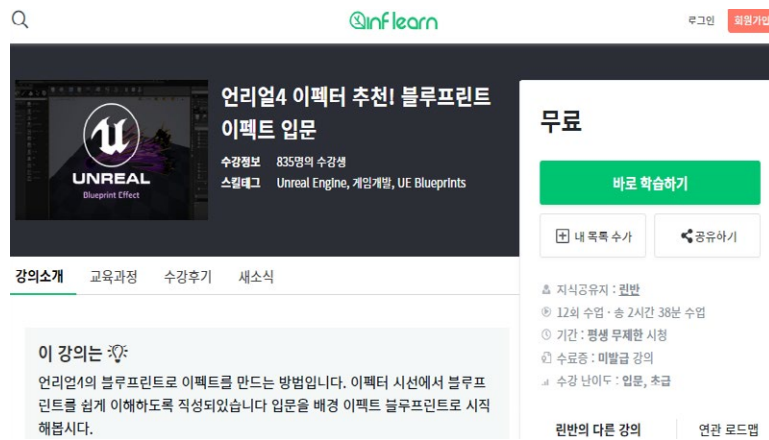 inflearn
로그인
회원가입
UNREAL
Blueprint Effect
언리얼4 이펙터 추천! 블루프린트
이펙트 입문
수강정보 835명의 수강생
스킬태그 Unreal Engine, 게임개발, UE Blueprints
무료
바로 학습하기
내 목록 추가
공유하기
강의소개 교육과정 수강후기 새소식
지식공유자 : 린반
12회 수업 · 총 2시간 38분 수업
기간 : 평생 무제한 시청
수료증 : 미발급 강의
수강 난이도 : 입문, 초급
이 강의는
언리얼4의 블루프린트로 이펙트를 만드는 방법입니다. 이펙터 시선에서 블루프
린트를 쉽게 이해하도록 작성되있습니다 입문을 배경 이펙트 블루프린트로 시작
해봅시다.
린반의 다른 강의
연관 로드맵